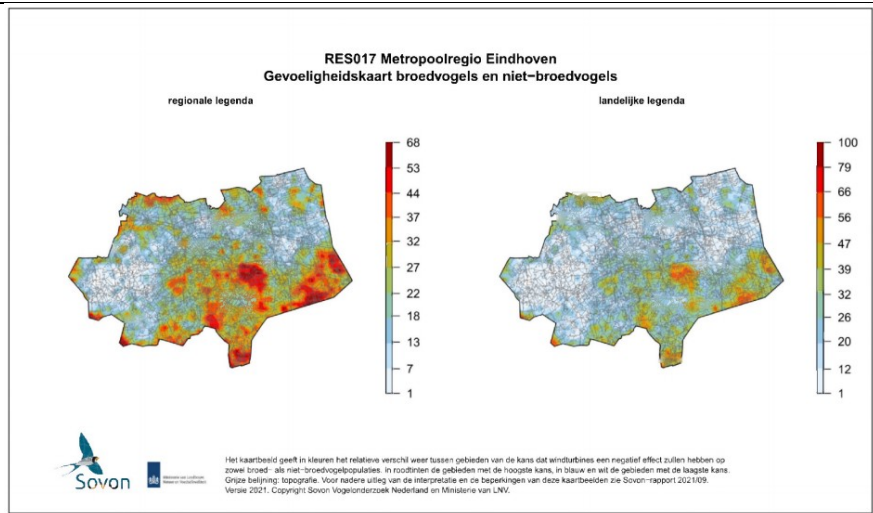 RES017 Metropoolregio Eindhoven
Gevoeligheidskaart broedvogels en niet−broedvogels
regionale legenda
landelijke legenda
68
53
44
37
32
27
22
18
13
7
1
100
79
66
56
47
39
32
26
20
12
1
Sovon
Het kaartbeeld geeft in kleuren het relatieve verschil weer tussen gebieden van de kans dat windturbines een negatief effect zullen hebben op
zowel broed− als niet−broedvogelpopulaties. In roodtinten de gebieden met de hoogste kans, in blauw en wit de gebieden met de laagste kans.
Grijze belijning: topografie. Voor nadere uitleg van de interpretatie en de beperkingen van deze kaartbeelden zie Sovon−rapport 2021/09.
Versie 2021. Copyright Sovon Vogelonderzoek Nederland en Ministerie van LNV.